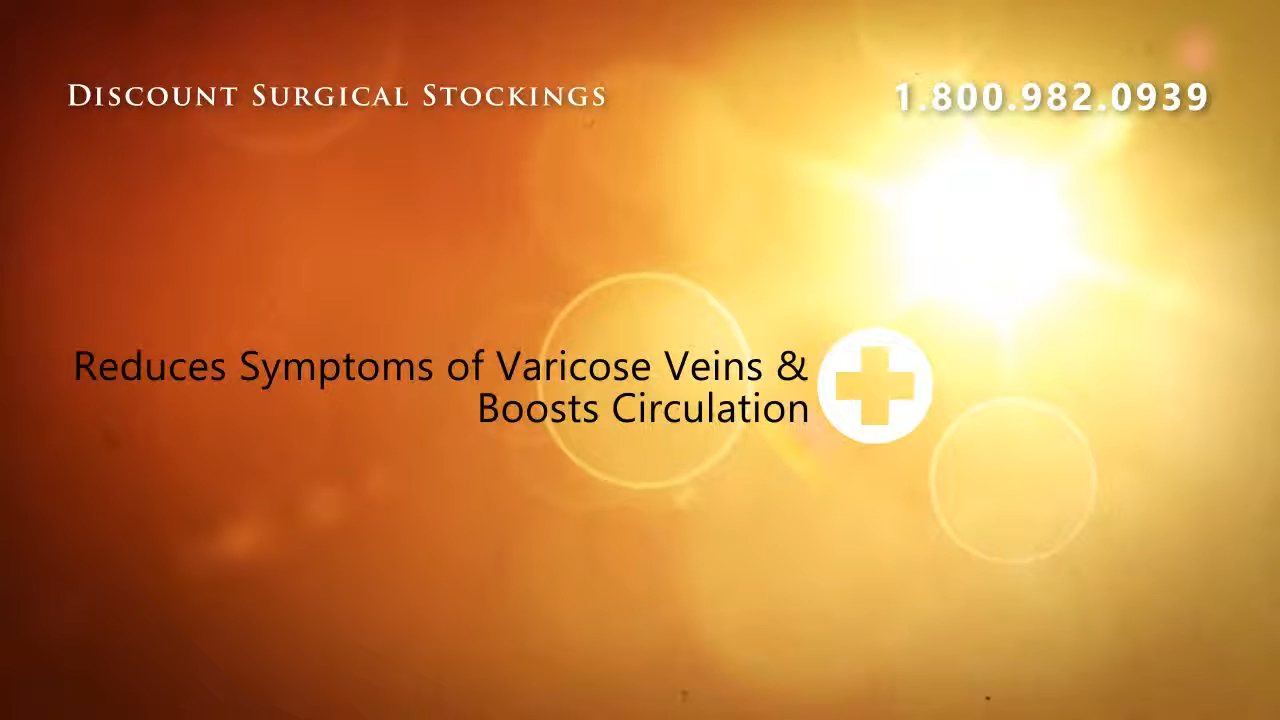 Discount Surgical Stockings
1.800.982.0939
Reduces Symptoms of Varicose Veins &
Boosts Circulation